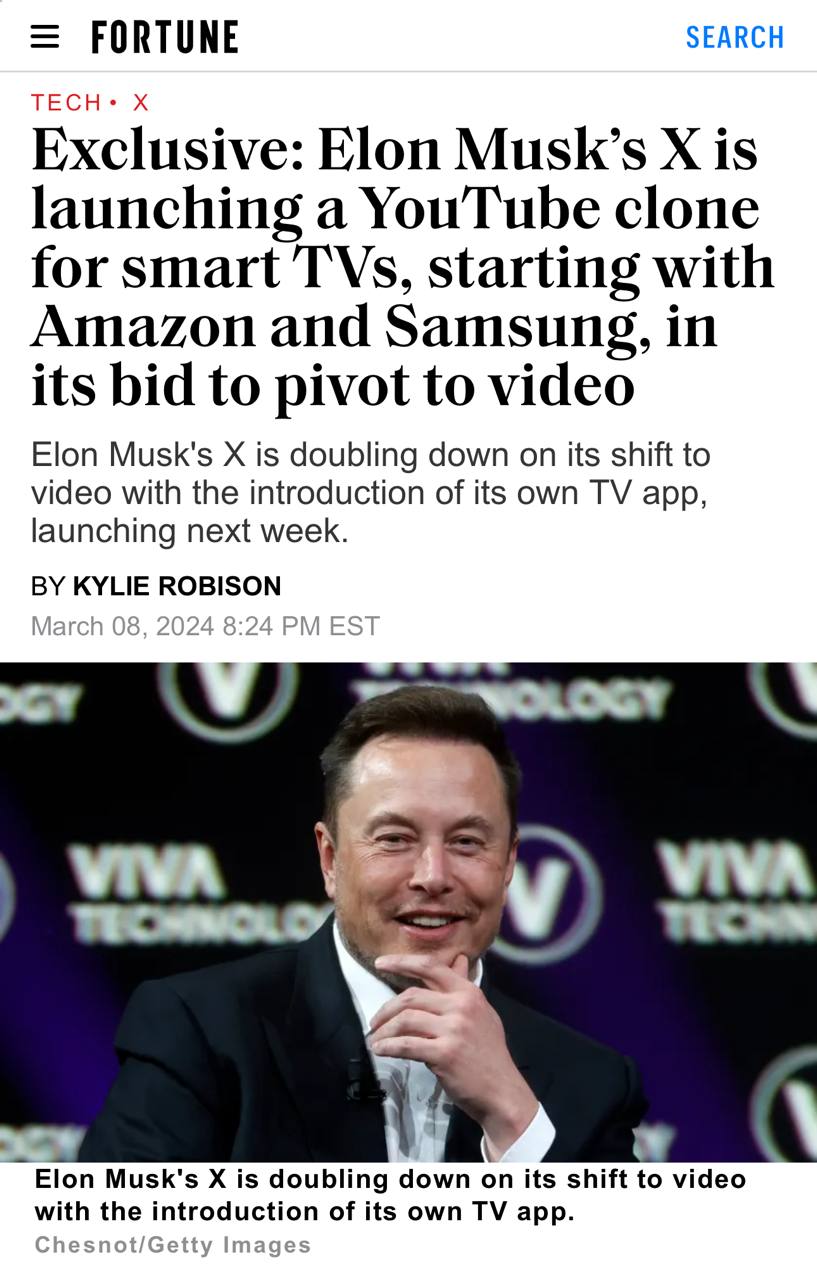 FORTUNE
SEARCH
TECH • X
Exclusive: Elon Musk’s X is
launching a YouTube clone
for smart TVs, starting with
Amazon and Samsung, in
its bid to pivot to video
Elon Musk's X is doubling down on its shift to
video with the introduction of its own TV app,
launching next week.
BY KYLIE ROBISON
March 08, 2024 8:24 PM EST
OGY
V
VIVA
TECHNOLOGY
VIVA
TECHNOLO
V
VIVA
TECHN
OGY
Elon Musk's X is doubling down on its shift to video
with the introduction of its own TV app.
Chesnot/Getty Images